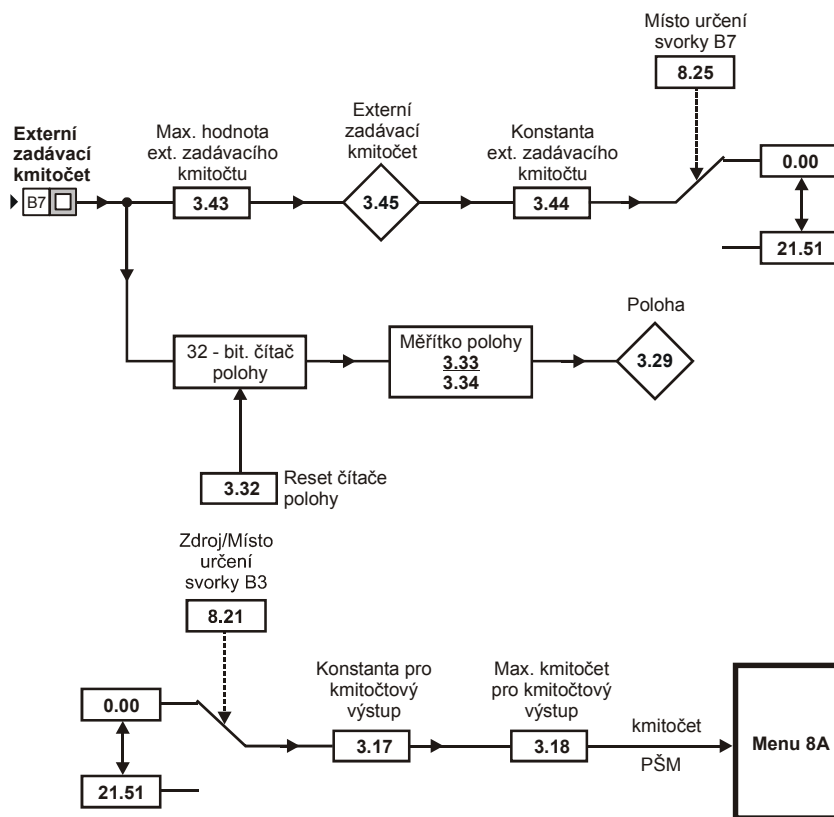 Místo určení
svorky B7
8.25
Externí
zadávací
kmitočet
Max. hodnota
ext. zadávacího
kmitočtu
Externí
zadávací
kmitočet
Konstanta
ext. zadávacího
kmitočtu
0.00
B7
3.43
3.45
3.44
21.51
Poloha
32 - bit. čítač
polohy
Měřítko polohy
3.33
3.34
3.29
3.32
Reset čítače
polohy
Zdroj/Místo
určení
svorky B3
8.21
Konstanta pro
kmitočtový
výstup
Max. kmitočet
pro kmitočtový
výstup
0.00
kmitočet
3.17
3.18
Menu 8A
PŠM
21.51